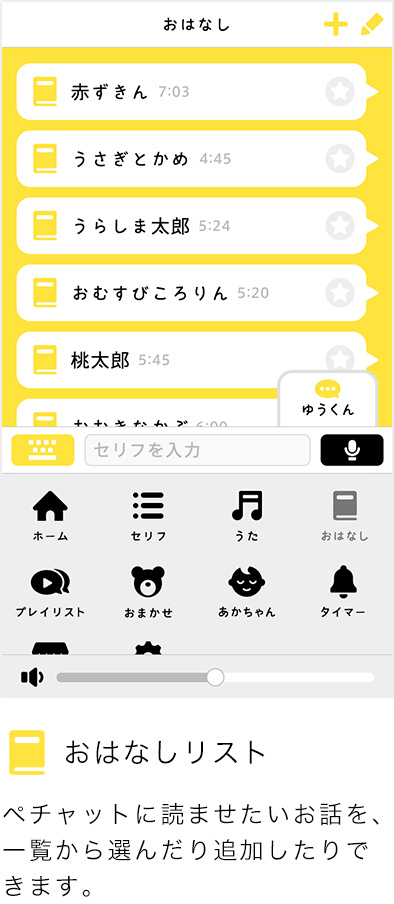 おはなし
赤ずきん 7:03
うさぎとかめ 4:45
うらしま太郎 5:24
おむすびころりん 5:20
桃太郎 5:45
おおきなかぶ 6:00
ゆうくん
セリフを入力
ホーム セリフ うた おはなし
プレイリスト おまかせ あかちゃん タイマー
おはなしリスト
ペチャットに読ませたいお話を、
一覧から選んだり追加したりで
きます。